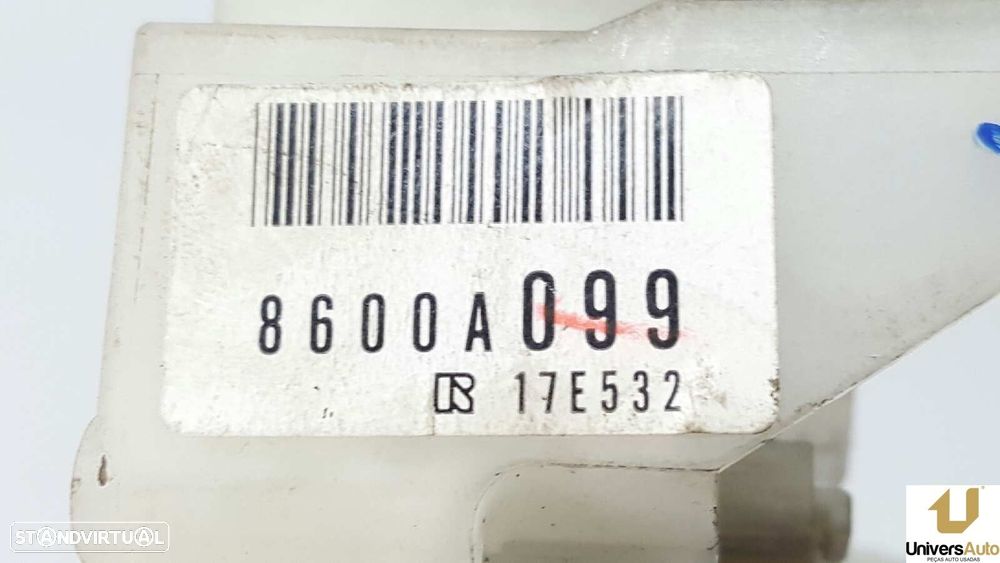 8600A099
17E532
STANDVIRTUAL
UniversAuto
PEÇAS AUTO USADAS